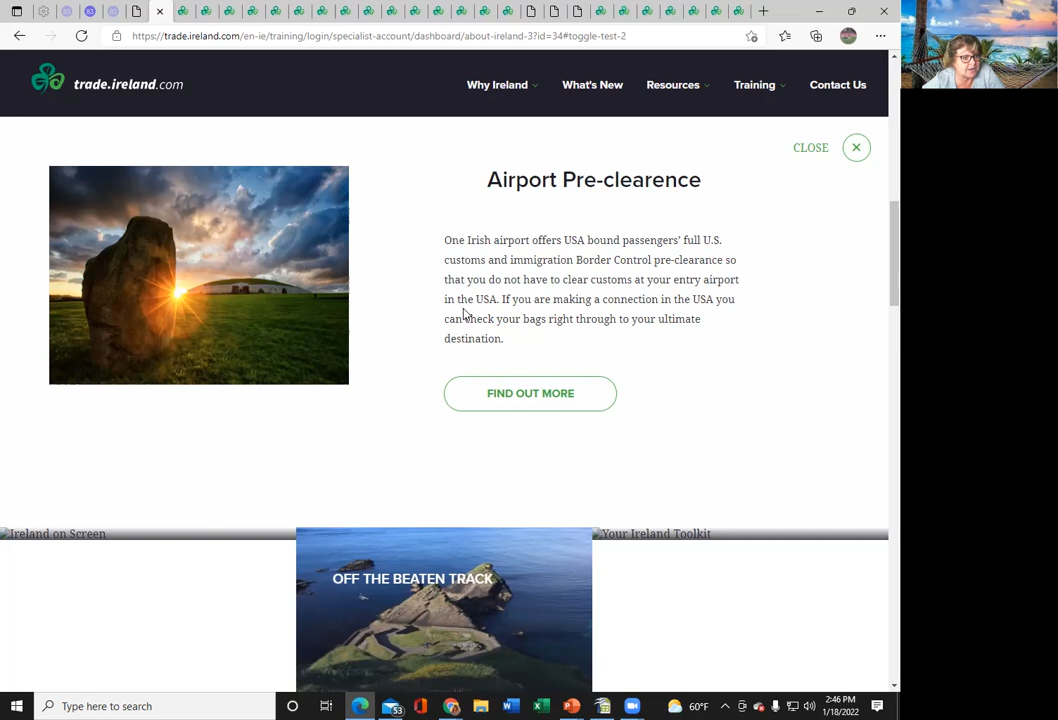 https://trade.ireland.com/en-ie/training/login/specialist-account/dashboard/about-ireland-3?id=34#toggle-test-2
trade.ireland.com
Why Ireland
What's New
Resources
Training
Contact Us
CLOSE
Airport Pre-clearence
One Irish airport offers USA bound passengers' full U.S.
customs and immigration Border Control pre-clearance so
that you do not have to clear customs at your entry airport
in the USA. If you are making a connection in the USA you
can check your bags right through to your ultimate
destination.
FIND OUT MORE
Ireland on Screen
Your Ireland Toolkit
OFF THE BEATEN TRACK
Type here to search
53
60°F
2:46 PM
1/18/2022